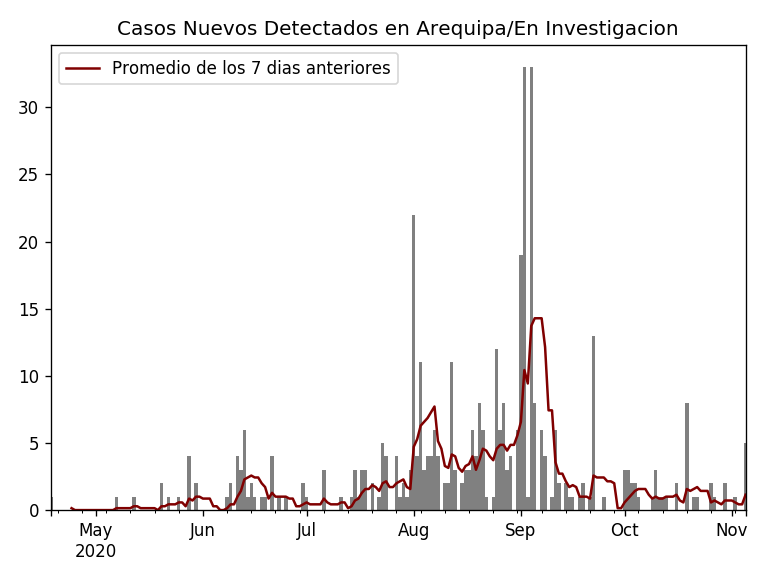 Casos Nuevos Detectados en Arequipa/En Investigacion
Promedio de los 7 dias anteriores
30
25
20
15
10
5
0
May Jun Jul Aug Sep Oct Nov
2020